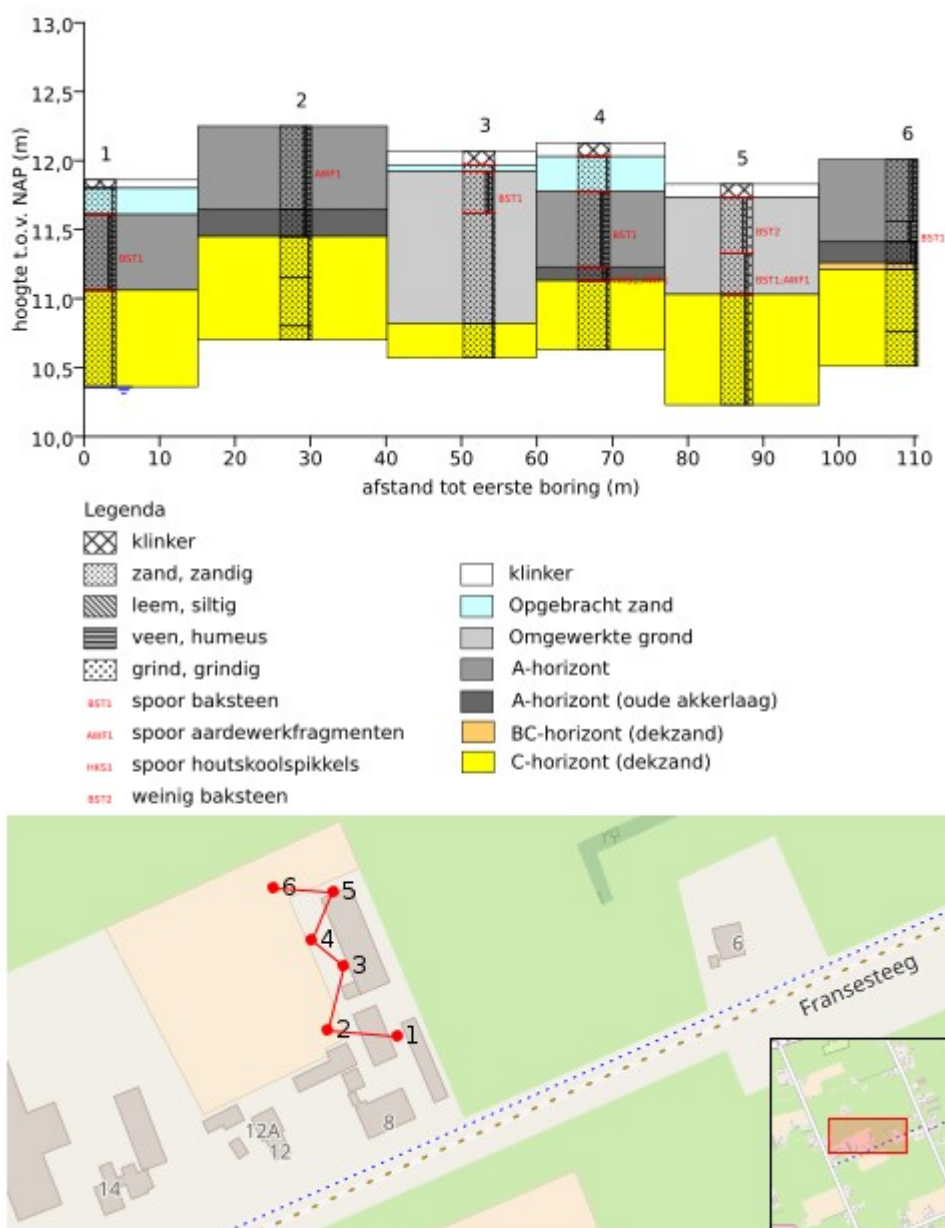 hoogte t.o.v. NAP (m)
13,0
12,5
12,0
11,5
11,0
10,5
10,0
1
2
3
4
5
6
BST1
AWF1
BST1
BST1
BST2
BST1;AWF1
BST1
0 10 20 30 40 50 60 70 80 90 100 110
afstand tot eerste boring (m)
Legenda
klinker
zand, zandig
leem, siltig
veen, humeus
grind, grindig
BST1 spoor baksteen
AWF1 spoor aardewerkfragmenten
HKS1 spoor houtskoolspikkels
BST2 weinig baksteen
klinker
Opgebracht zand
Omgewerkte grond
A-horizont
A-horizont (oude akkerlaag)
BC-horizont (dekzand)
C-horizont (dekzand)
6 5
4
3
2 1
6
Fransesteeg
8
12A
12
14